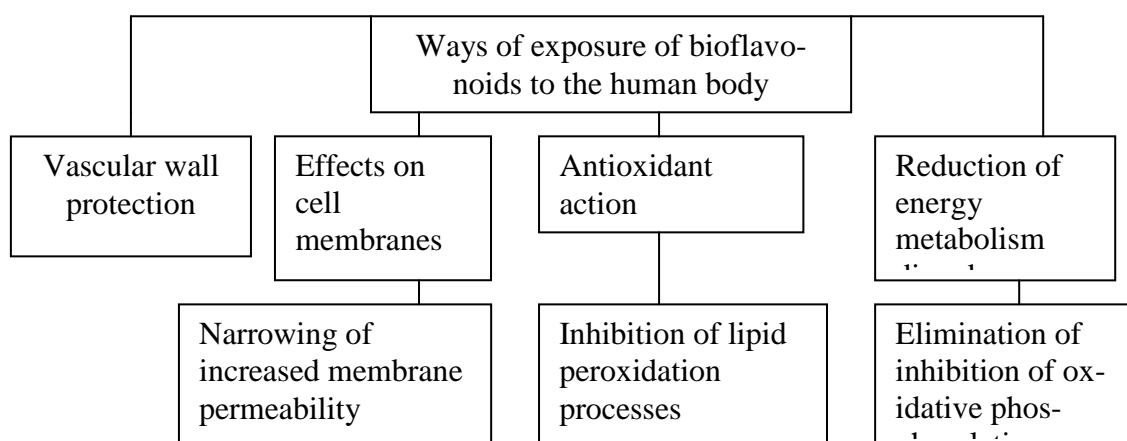 Ways of exposure of bioflavo-
noids to the human body
Vascular wall
protection
Effects on
cell
membranes
Antioxidant
action
Reduction of
energy
metabolism
Narrowing of
increased membrane
permeability
Inhibition of lipid
peroxidation
processes
Elimination of
inhibition of ox-
idative phos-